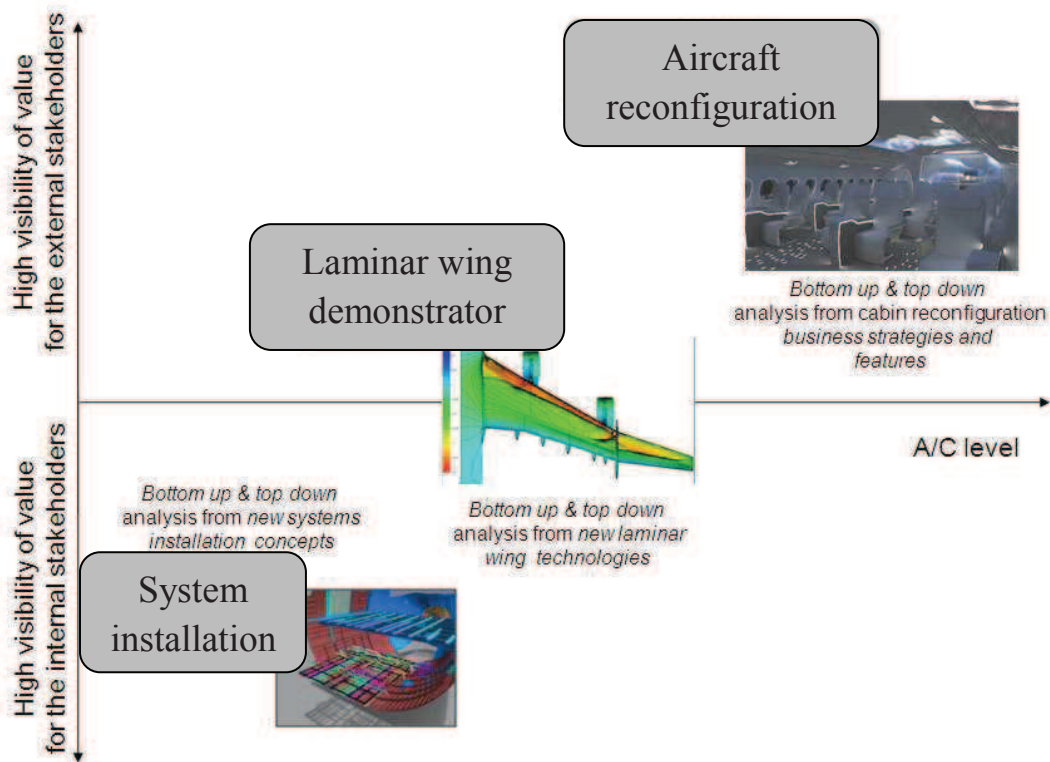 High visibility of value
for the external stakeholders
Aircraft
reconfiguration
Bottom up & top down
analysis from cabin reconfiguration
business strategies and
features
Laminar wing
demonstrator
A/C level
Bottom up & top down
analysis from new laminar
wing technologies
High visibility of value
for the internal stakeholders
Bottom up & top down
analysis from new systems
installation concepts
System
installation